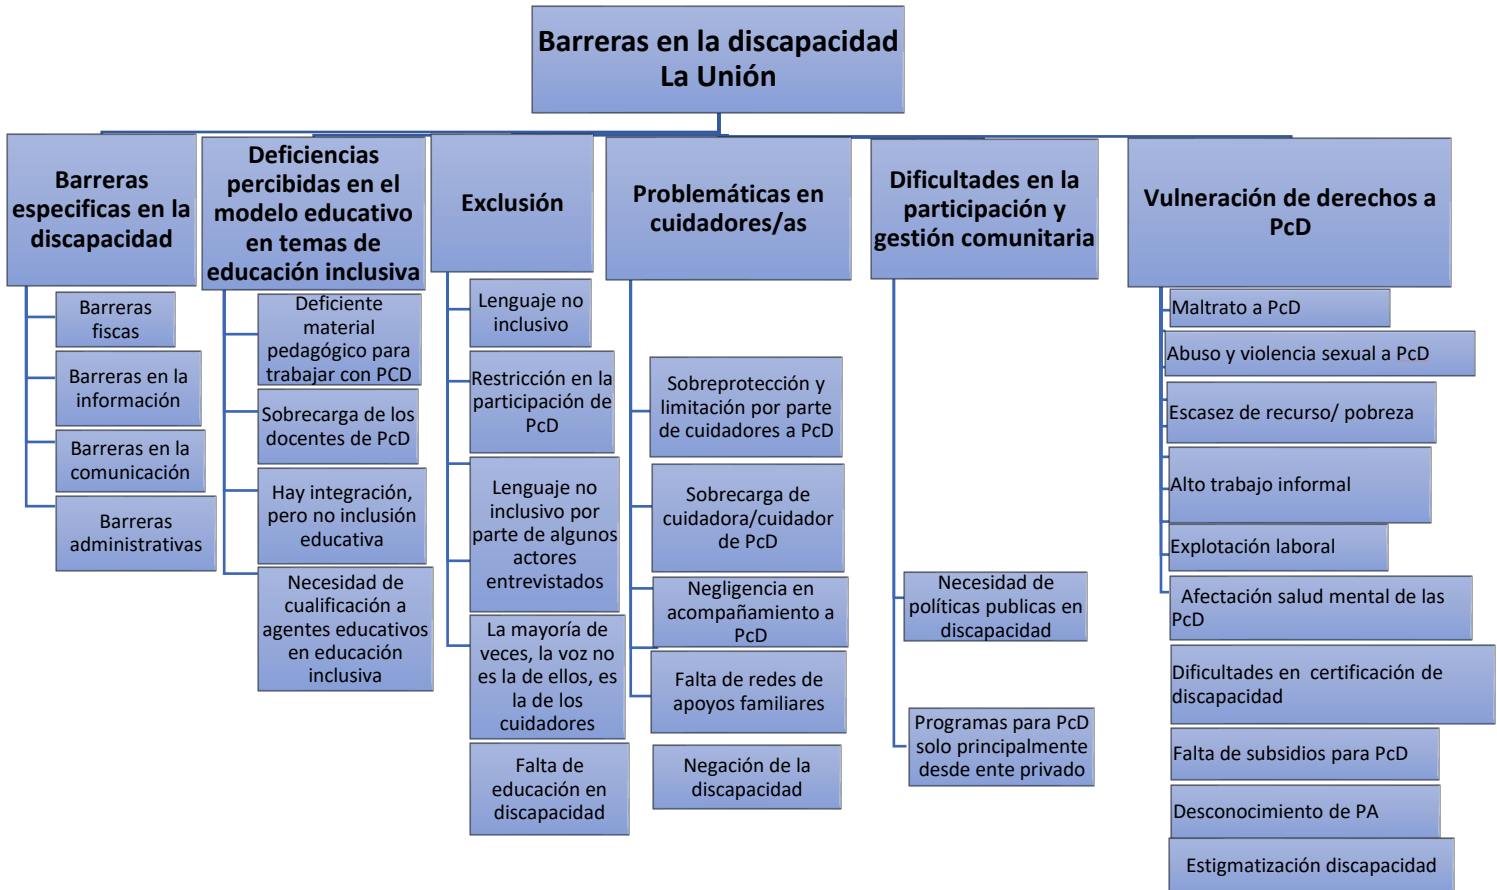 Barreras en la discapacidad
La Unión
Barreras
especificas en la
discapacidad
Barreras
fiscas
Barreras en la
información
Barreras en la
comunicación
Barreras
administrativas
Deficiencias
percibidas en el
modelo educativo
en temas de
educación inclusiva
Deficiente
material
pedagógico para
trabajar con PCD
Sobrecarga de los
docentes de PcD
Hay integración,
pero no inclusión
educativa
Necesidad de
cualificación a
agentes educativos
en educación
inclusiva
Exclusión
Lenguaje no
inclusivo
Restricción en la
participación de
PcD
Lenguaje no
inclusivo por
parte de algunos
actores
entrevistados
La mayoría de
veces, la voz no
es la de ellos, es
la de los
cuidadores
Falta de
educación en
discapacidad
Problemáticas en
cuidadores/as
Sobreprotección y
limitación por parte
de cuidadores a PcD
Sobrecarga de
cuidadora/cuidador
de PcD
Negligencia en
acompañamiento a
PcD
Falta de redes de
apoyos familiares
Negación de la
discapacidad
Dificultades en la
participación y
gestión comunitaria
Necesidad de
políticas publicas en
discapacidad
Programas para PcD
solo principalmente
desde ente privado
Vulneración de derechos a
PcD
Maltrato a PcD
Abuso y violencia sexual a PcD
Escasez de recurso/ pobreza
Alto trabajo informal
Explotación laboral
Afectación salud mental de las
PcD
Dificultades en certificación de
discapacidad
Falta de subsidios para PcD
Desconocimiento de PA
Estigmatización discapacidad